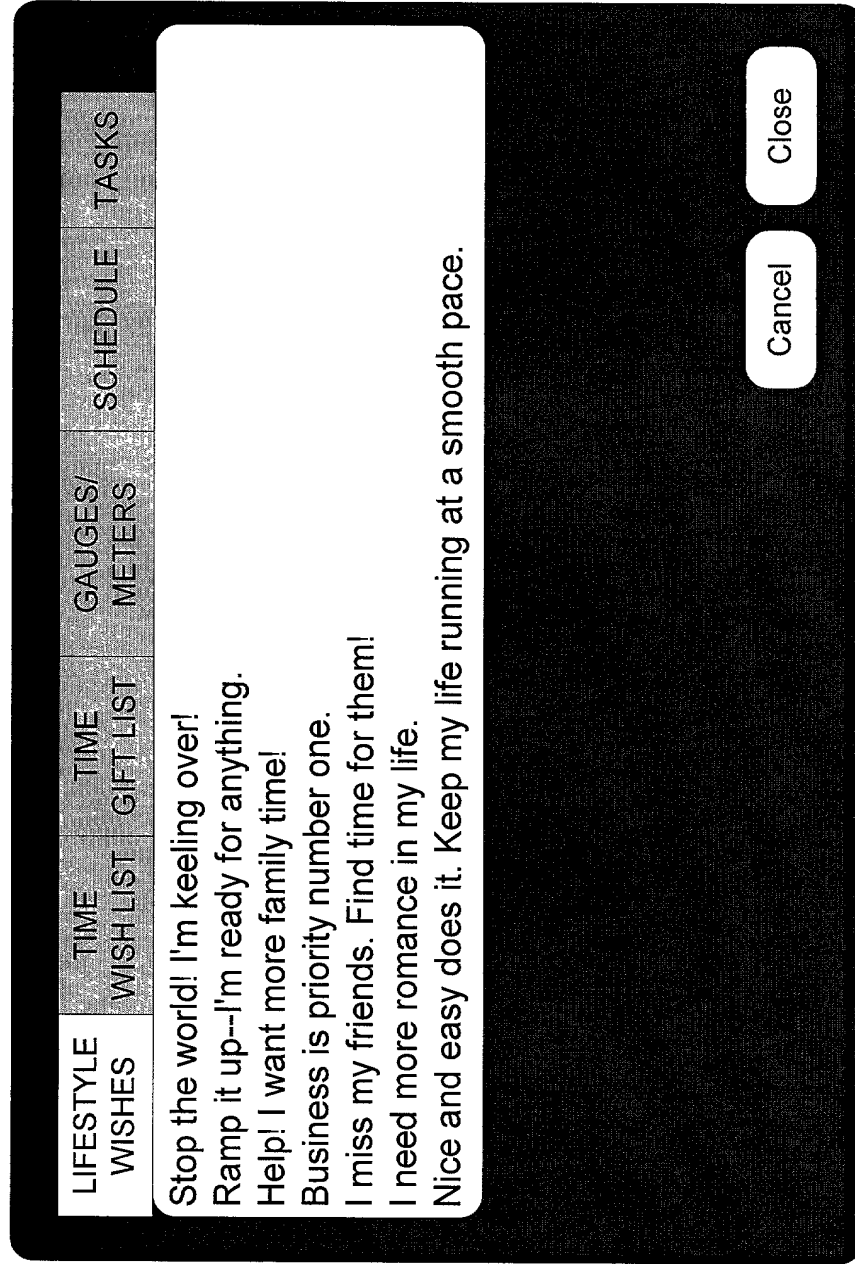 LIFESTYLE
WISHES
TIME
WISH LIST
TIME
GIFT LIST
GAUGES/
METERS
SCHEDULE
TASKS
Stop the world! I'm keeling over!
Ramp it up--I'm ready for anything.
Help! I want more family time!
Business is priority number one.
I miss my friends. Find time for them!
I need more romance in my life.
Nice and easy does it. Keep my life running at a smooth pace.
Cancel
Close